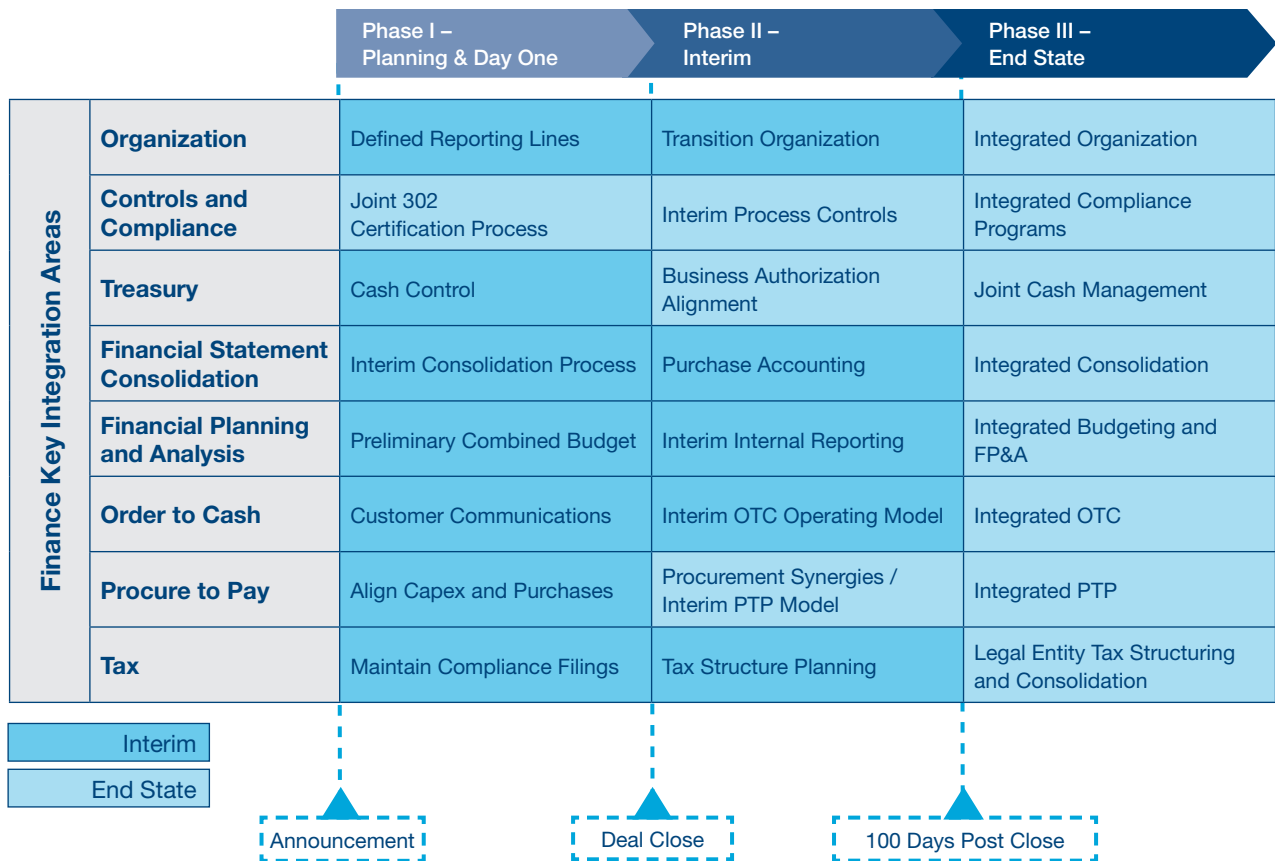 Phase I –
Planning & Day One
Phase II –
Interim
Phase III –
End State
Finance Key Integration Areas
Organization
Defined Reporting Lines
Transition Organization
Integrated Organization
Controls and
Compliance
Joint 302
Certification Process
Interim Process Controls
Integrated Compliance
Programs
Treasury
Cash Control
Business Authorization
Alignment
Joint Cash Management
Financial Statement
Consolidation
Interim Consolidation Process
Purchase Accounting
Integrated Consolidation
Financial Planning
and Analysis
Preliminary Combined Budget
Interim Internal Reporting
Integrated Budgeting and
FP&A
Order to Cash
Customer Communications
Interim OTC Operating Model
Integrated OTC
Procure to Pay
Align Capex and Purchases
Procurement Synergies /
Interim PTP Model
Integrated PTP
Tax
Maintain Compliance Filings
Tax Structure Planning
Legal Entity Tax Structuring
and Consolidation
Interim
End State
Announcement
Deal Close
100 Days Post Close